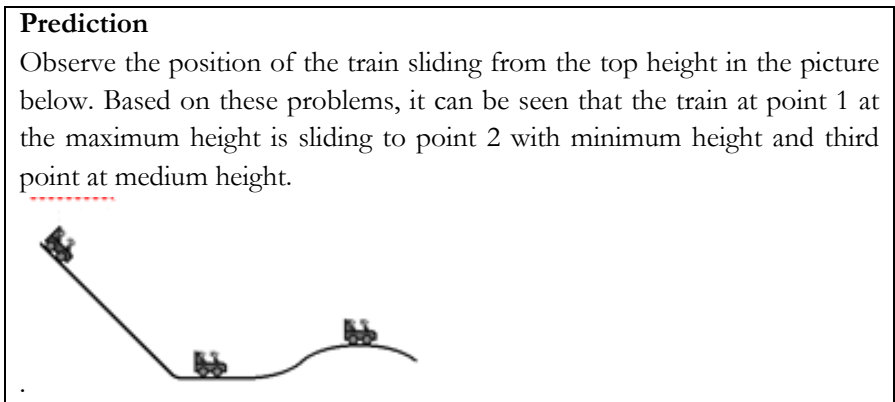 Prediction
Observe the position of the train sliding from the top height in the picture
below. Based on these problems, it can be seen that the train at point 1 at
the maximum height is sliding to point 2 with minimum height and third
point at medium height.
.